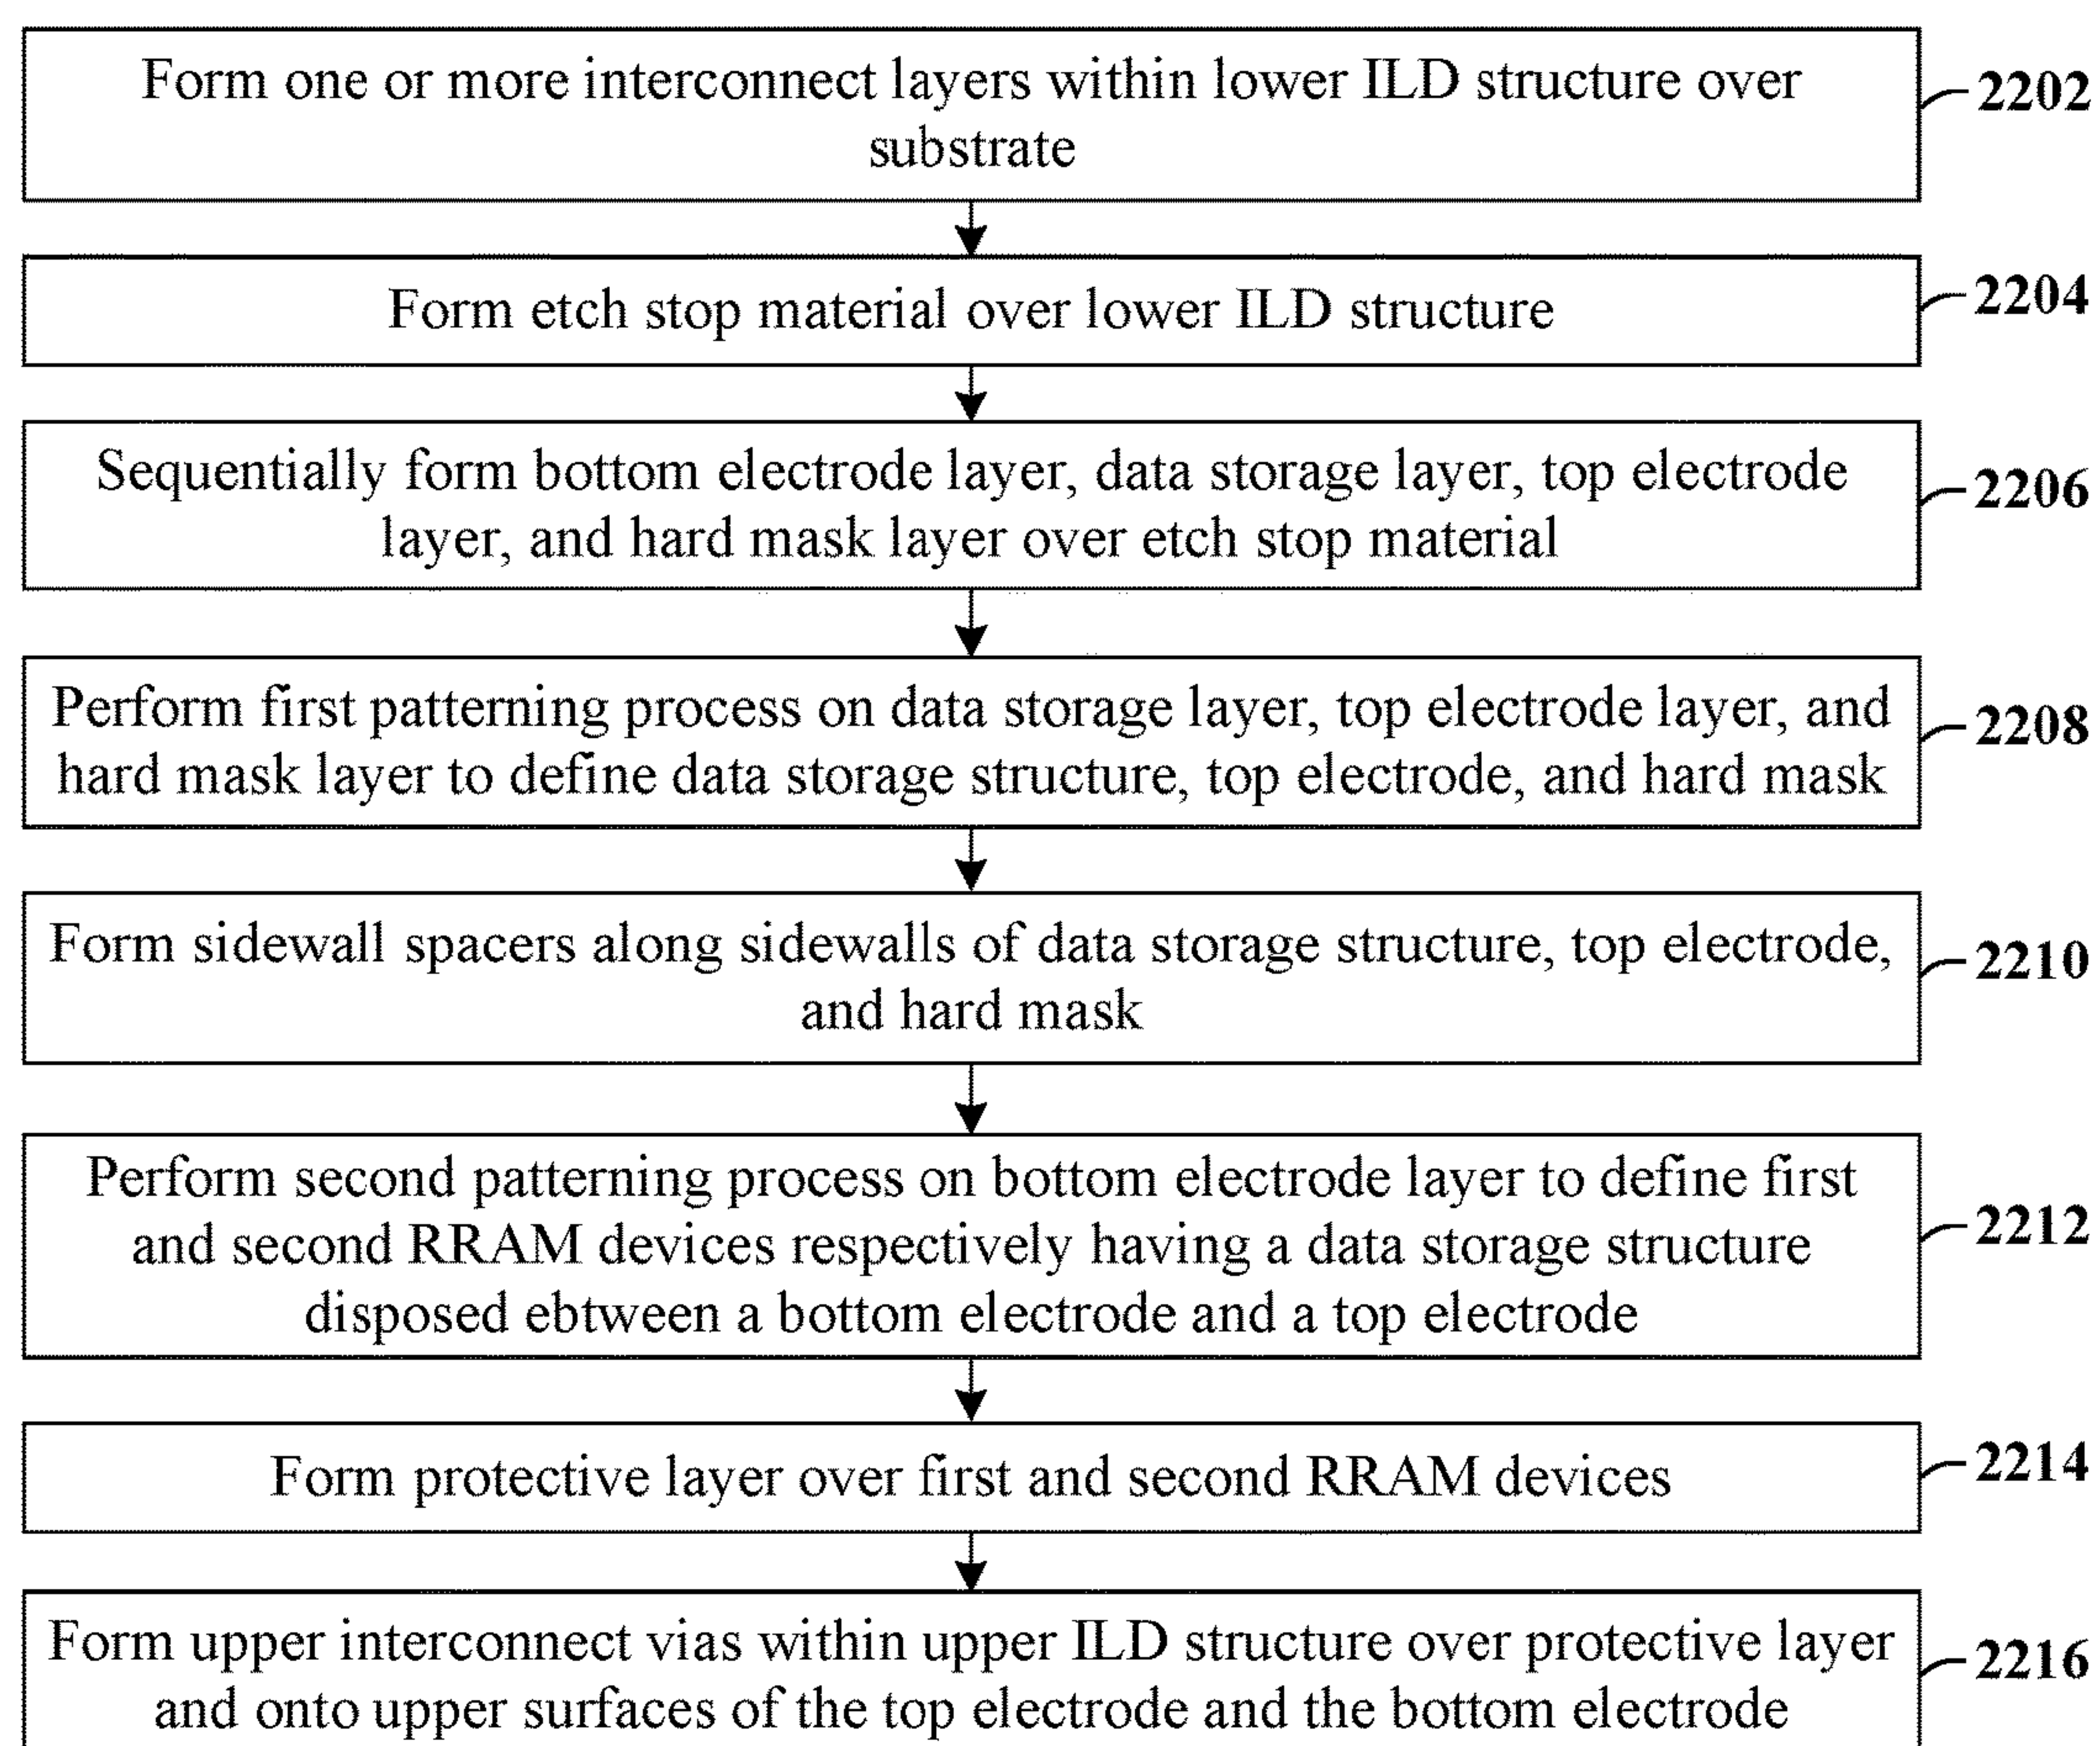 Form one or more interconnect layers within lower ILD structure over
substrate
2202
Form etch stop material over lower ILD structure
2204
Sequentially form bottom electrode layer, data storage layer, top electrode
layer, and hard mask layer over etch stop material
2206
Perform first patterning process on data storage layer, top electrode layer, and
hard mask layer to define data storage structure, top electrode, and hard mask
2208
Form sidewall spacers along sidewalls of data storage structure, top electrode,
and hard mask
2210
Perform second patterning process on bottom electrode layer to define first
and second RRAM devices respectively having a data storage structure
disposed ebtween a bottom electrode and a top electrode
2212
Form protective layer over first and second RRAM devices
2214
Form upper interconnect vias within upper ILD structure over protective layer
and onto upper surfaces of the top electrode and the bottom electrode
2216